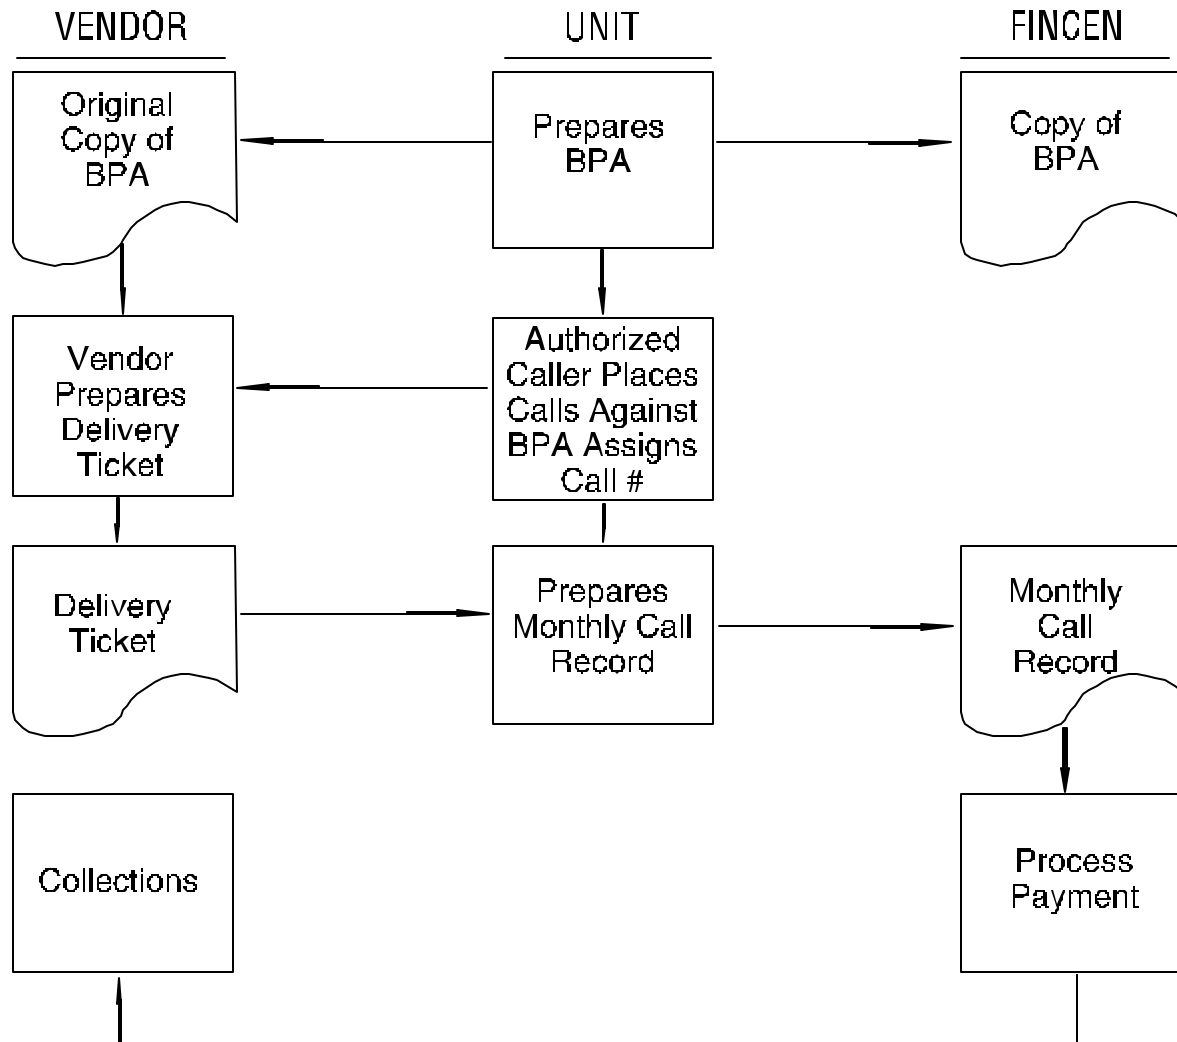 VENDOR
UNIT
FINCEN
Original
Copy of
BPA
Prepares
BPA
Copy of
BPA
Vendor
Prepares
Delivery
Ticket
Authorized
Caller Places
Calls Against
BPA Assigns
Call #
Delivery
Ticket
Prepares
Monthly Call
Record
Monthly
Call
Record
Collections
Process
Payment